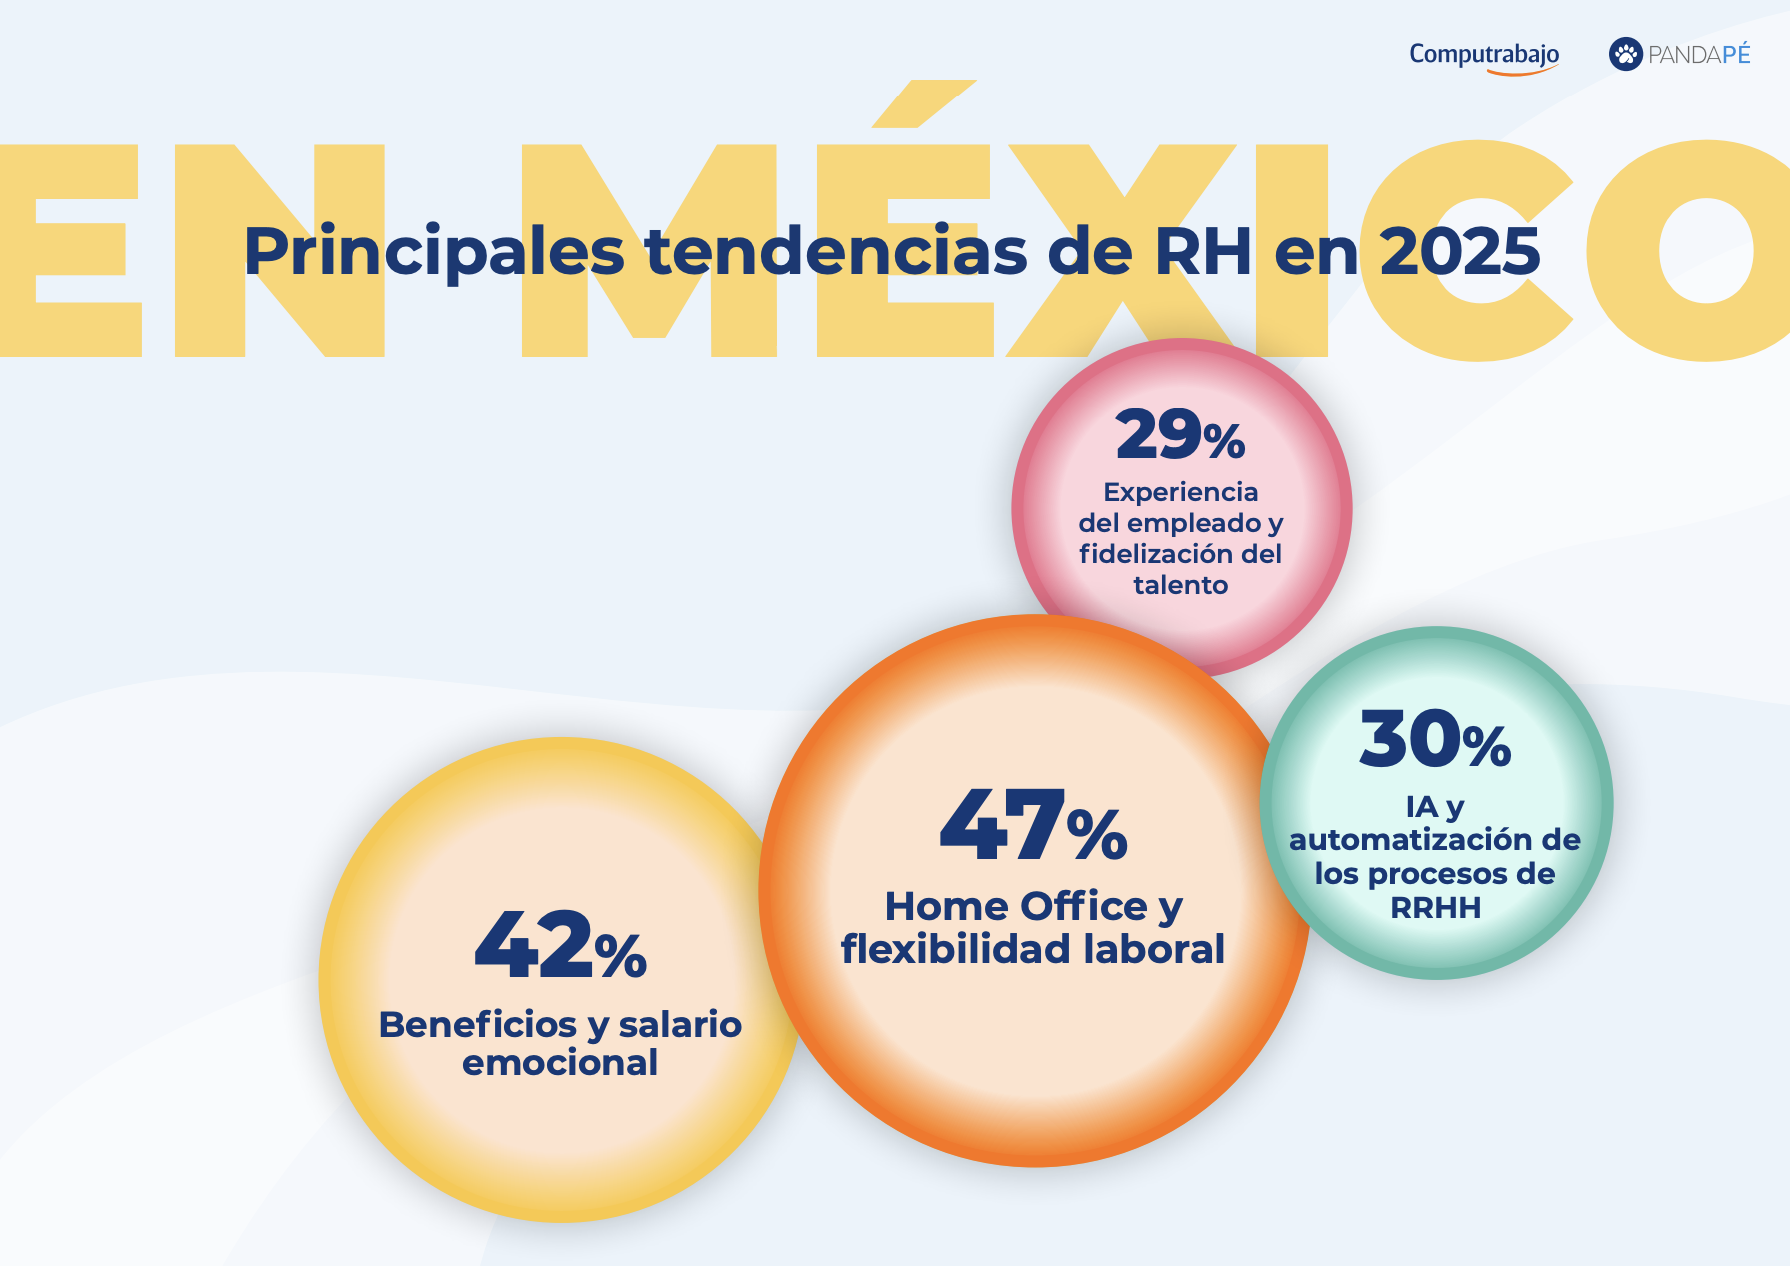 Computrabajo
PANDAPÉ
EN MÉXICO
Principales tendencias de RH en 2025
29%
Experiencia
del empleado y
fidelización del
talento
47%
Home Office y
flexibilidad laboral
30%
IA y
automatización de
los procesos de
RRHH
42%
Beneficios y salario
emocional